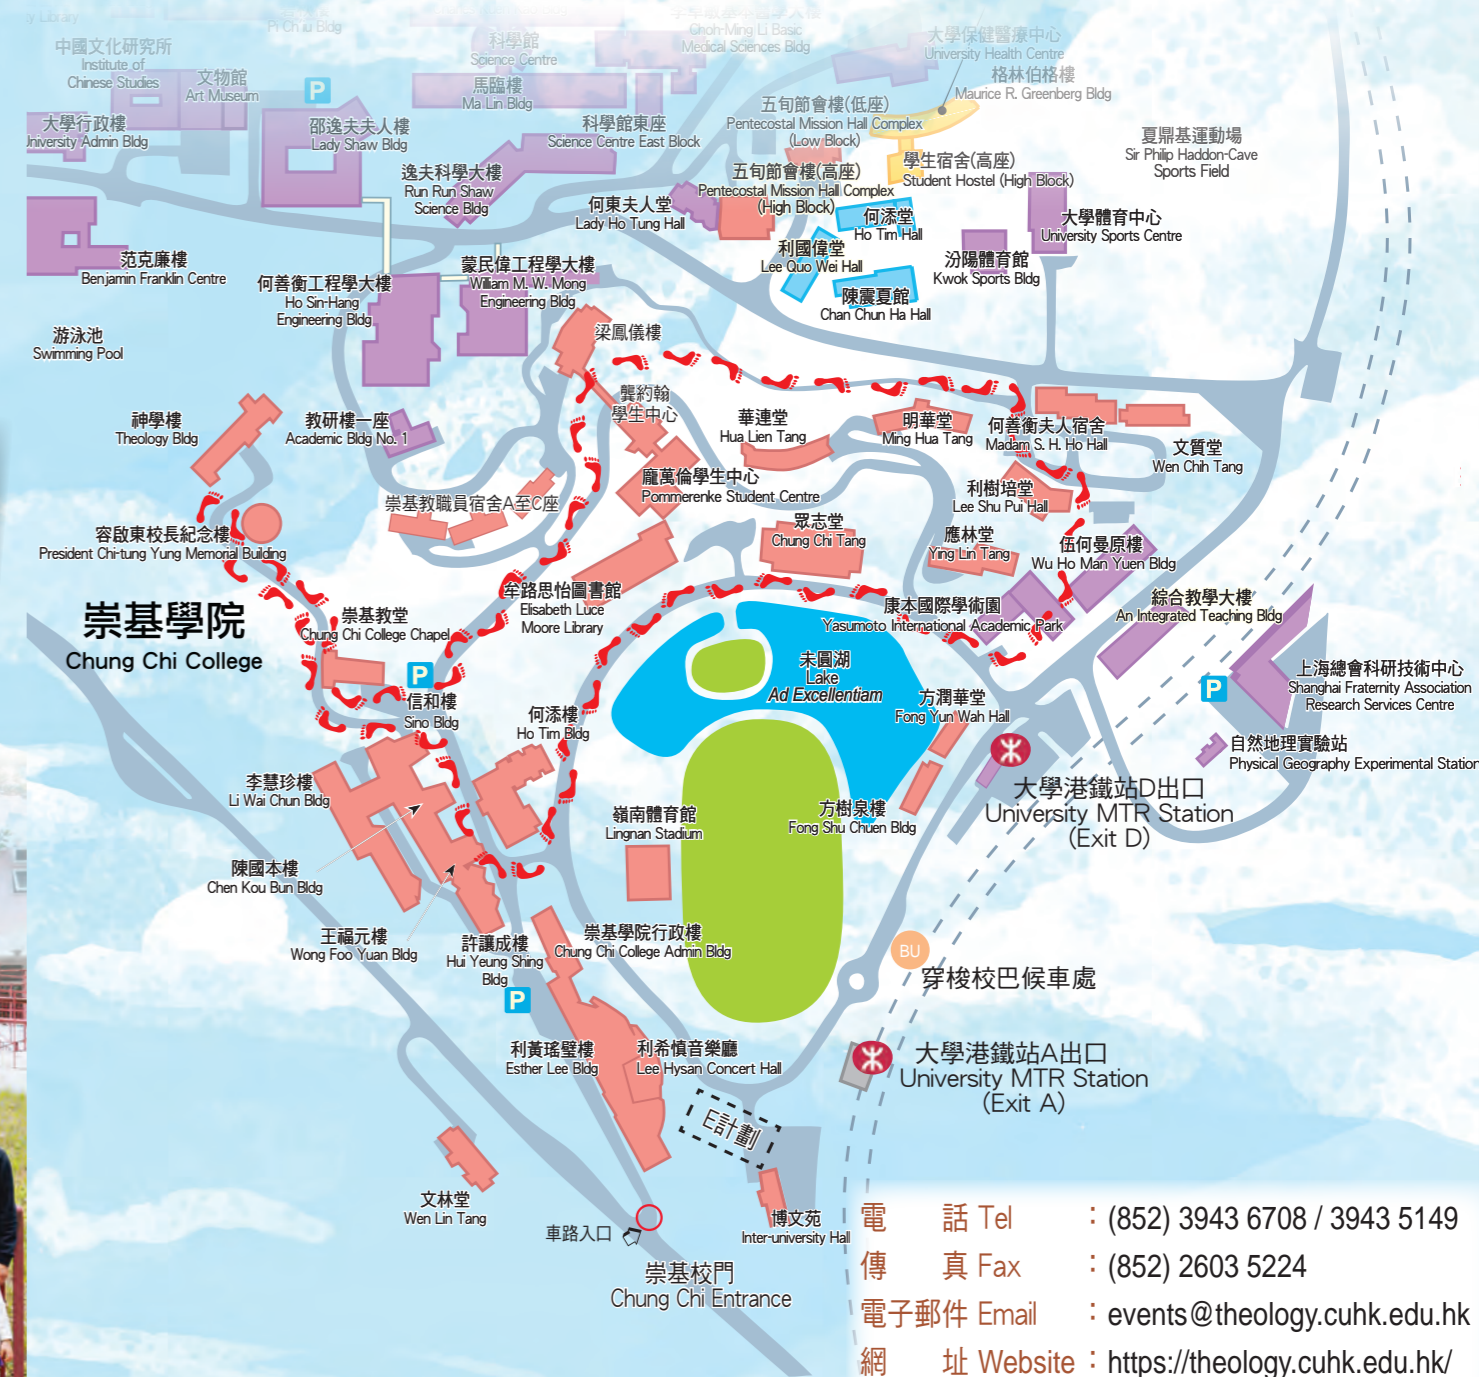 Pi Ch'iu Bldg
中國文化研究所
Institute of
Chinese Studies
文物館
Art Museum
科學館
Science Centre
馬臨樓
Ma Lin Bldg
Choh-Ming Li Basic
Medical Sciences Bldg
大學保健醫療中心
University Health Centre
格林伯格樓
Maurice R. Greenberg Bldg
大學行政樓
University Admin Bldg
P
邵逸夫夫人樓
Lady Shaw Bldg
科學館東座
Science Centre East Block
五旬節會樓(低座)
Pentecostal Mission Hall Complex
(Low Block)
夏鼎基運動場
Sir Philip Haddon-Cave
Sports Field
逸夫科學大樓
Run Run Shaw
Science Bldg
五旬節會樓(高座)
Pentecostal Mission Hall Complex
(High Block)
學生宿舍(高座)
Student Hostel (High Block)
何東夫人堂
Lady Ho Tung Hall
何添堂
Ho Tim Hall
大學體育中心
University Sports Centre
利國偉堂
Lee Quo Wei Hall
汾陽體育館
Kwok Sports Bldg
范克廉樓
Benjamin Franklin Centre
何善衡工程學大樓
Ho Sin-Hang
Engineering Bldg
蒙民偉工程學大樓
William M. W. Mong
Engineering Bldg
陳震夏館
Chan Chun Ha Hall
游泳池
Swimming Pool
梁鳳儀樓
龔約翰
學生中心
神學樓
Theology Bldg
教研樓一座
Academic Bldg No. 1
華連堂
Hua Lien Tang
明華堂
Ming Hua Tang
何善衡夫人宿舍
Madam S. H. Ho Hall
文質堂
Wen Chih Tang
龐萬倫學生中心
Pommerenke Student Centre
利樹培堂
Lee Shu Pui Hall
崇基教職員宿舍A至C座
眾志堂
Chung Chi Tang
應林堂
Ying Lin Tang
伍何曼原樓
Wu Ho Man Yuen Bldg
容啟東校長紀念樓
President Chi-tung Yung Memorial Building
牟路思怡圖書館
Elisabeth Luce
Moore Library
康本國際學術園
Yasumoto International Academic Park
綜合教學大樓
An Integrated Teaching Bldg
崇基學院
Chung Chi College
崇基教堂
Chung Chi College Chapel
未圓湖
Lake
Ad Excellentiam
上海總會科研技術中心
Shanghai Fraternity Association
Research Services Centre
P
P
信和樓
Sino Bldg
何添樓
Ho Tim Bldg
方潤華堂
Fong Yun Wah Hall
自然地理實驗站
Physical Geography Experimental Station
李慧珍樓
Li Wai Chun Bldg
大學港鐵站D出口
University MTR Station
(Exit D)
嶺南體育館
Lingnan Stadium
方樹泉樓
Fong Shu Chuen Bldg
陳國本樓
Chen Kou Bun Bldg
王福元樓
Wong Foo Yuan Bldg
許讓成樓
Hui Yeung Shing
Bldg
崇基學院行政樓
Chung Chi College Admin Bldg
BU
穿梭校巴候車處
P
利黃瑤璧樓
Esther Lee Bldg
利希慎音樂廳
Lee Hysan Concert Hall
大學港鐵站A出口
University MTR Station
(Exit A)
E計劃
文林堂
Wen Lin Tang
博文苑
Inter-university Hall
車路入口
崇基校門
Chung Chi Entrance
電 話 Tel : (852) 3943 6708 / 3943 5149
傳 真 Fax : (852) 2603 5224
電子郵件 Email : events@theology.cuhk.edu.hk
網 址 Website : https://theology.cuhk.edu.hk/